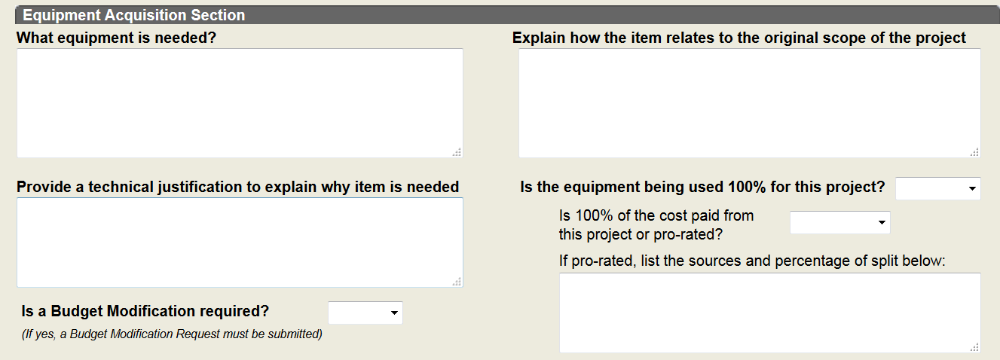 Equipment Acquisition Section
What equipment is needed?
Explain how the item relates to the original scope of the project
Provide a technical justification to explain why item is needed
Is the equipment being used 100% for this project?
Is 100% of the cost paid from
this project or pro-rated?
If pro-rated, list the sources and percentage of split below:
Is a Budget Modification required?
(If yes, a Budget Modification Request must be submitted)